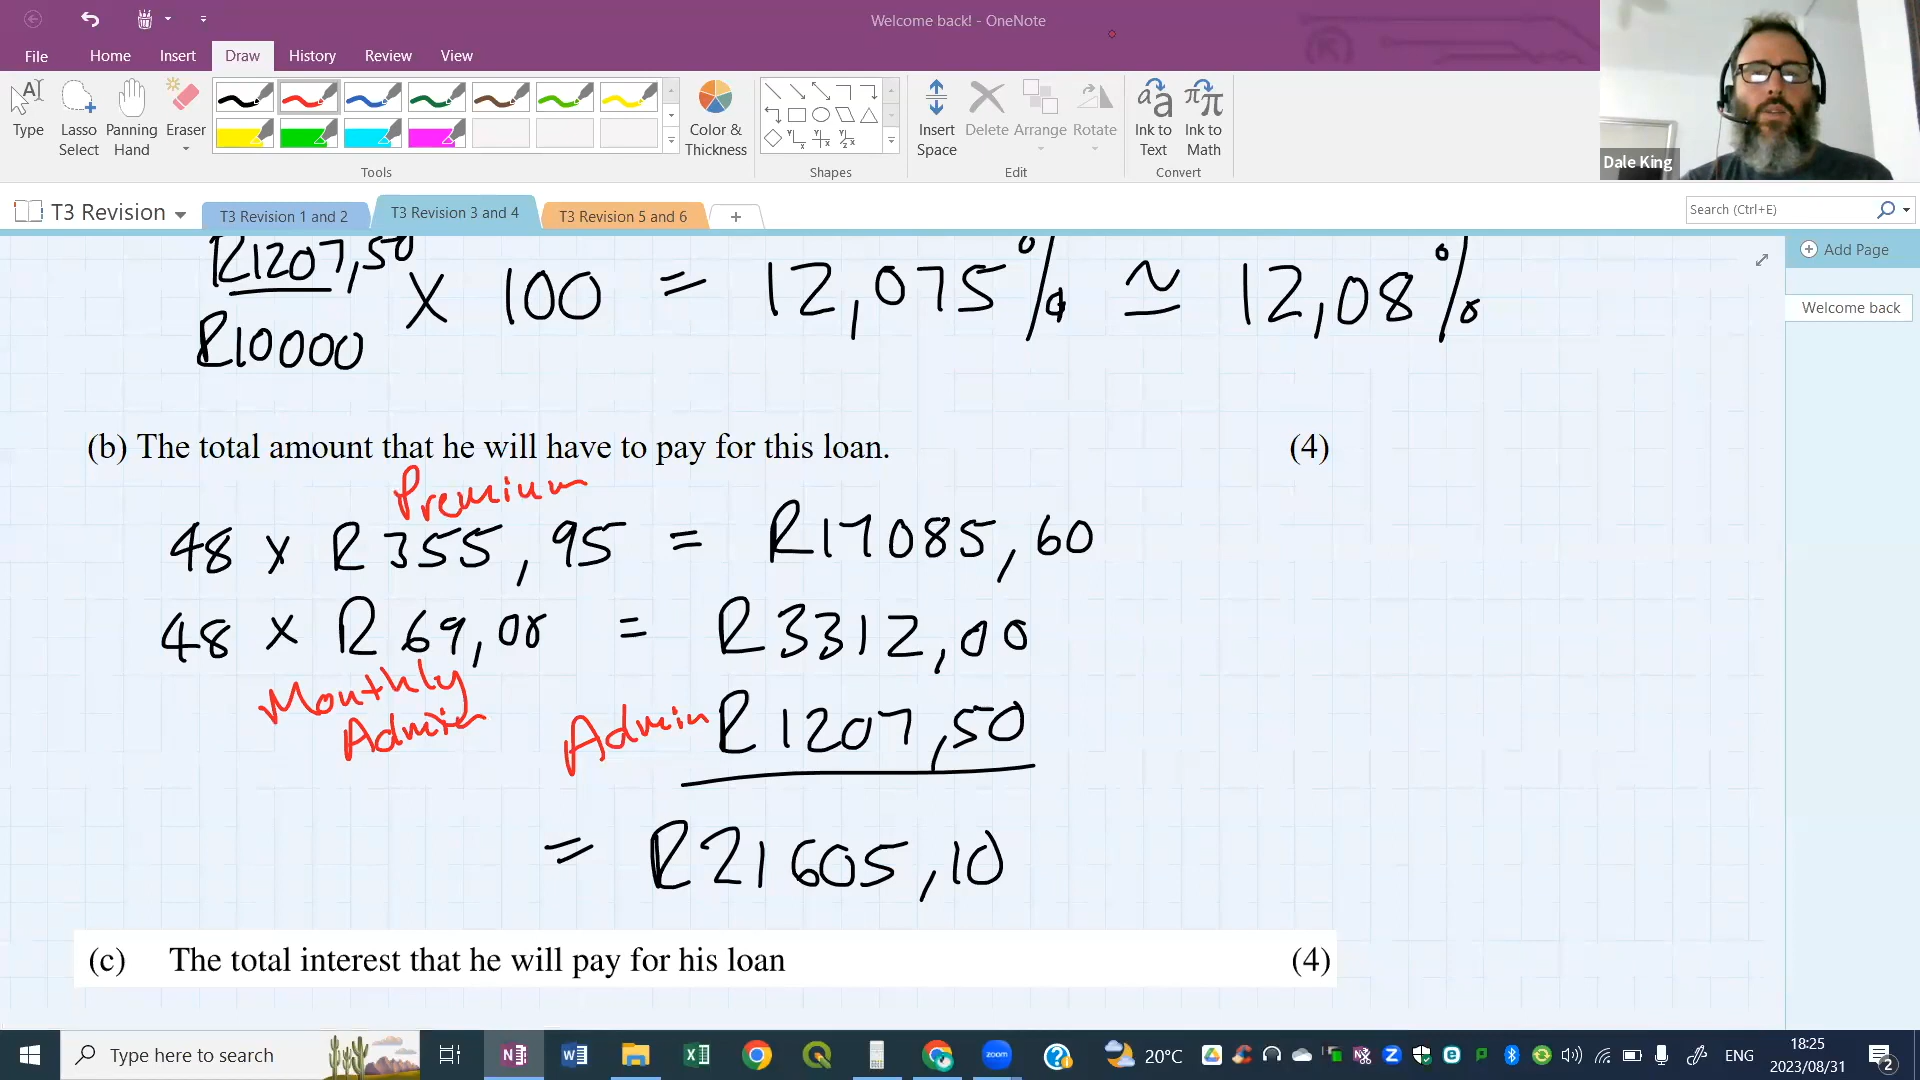 Welcome back! - OneNote
File Home Insert Draw History Review View
Type Lasso Select Panning Hand Eraser Color & Thickness Insert Space Delete Arrange Rotate Ink to Text Ink to Math
Tools Shapes Edit Convert
Dale King
T3 Revision T3 Revision 1 and 2 T3 Revision 3 and 4 T3 Revision 5 and 6 + Search (Ctrl+E)
Add Page
Welcome back
R1207,50
R10000
X 100 = 12,075% ≃ 12,08%
(b) The total amount that he will have to pay for this loan. (4)
Premium
48 x R355,95 = R17085,60
48 x R69,00 = R3312,00
Monthly
Admin
Admin R1207,50
= R21605,10
(c) The total interest that he will pay for his loan (4)
Type here to search zoom 20°C ENG 18:25
2023/08/31 2